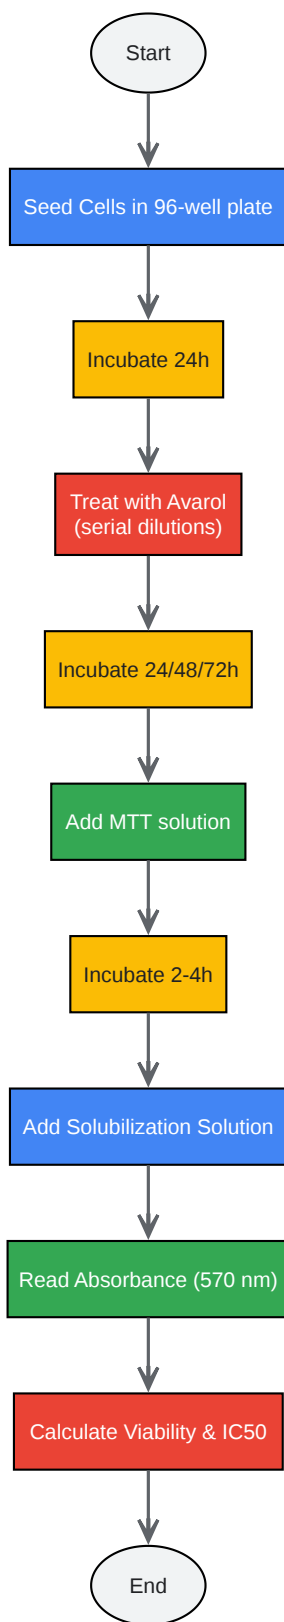 Start
Seed Cells in 96-well plate
Incubate 24h
Treat with Avarol
(serial dilutions)
Incubate 24/48/72h
Add MTT solution
Incubate 2-4h
Add Solubilization Solution
Read Absorbance (570 nm)
Calculate Viability & IC50
End